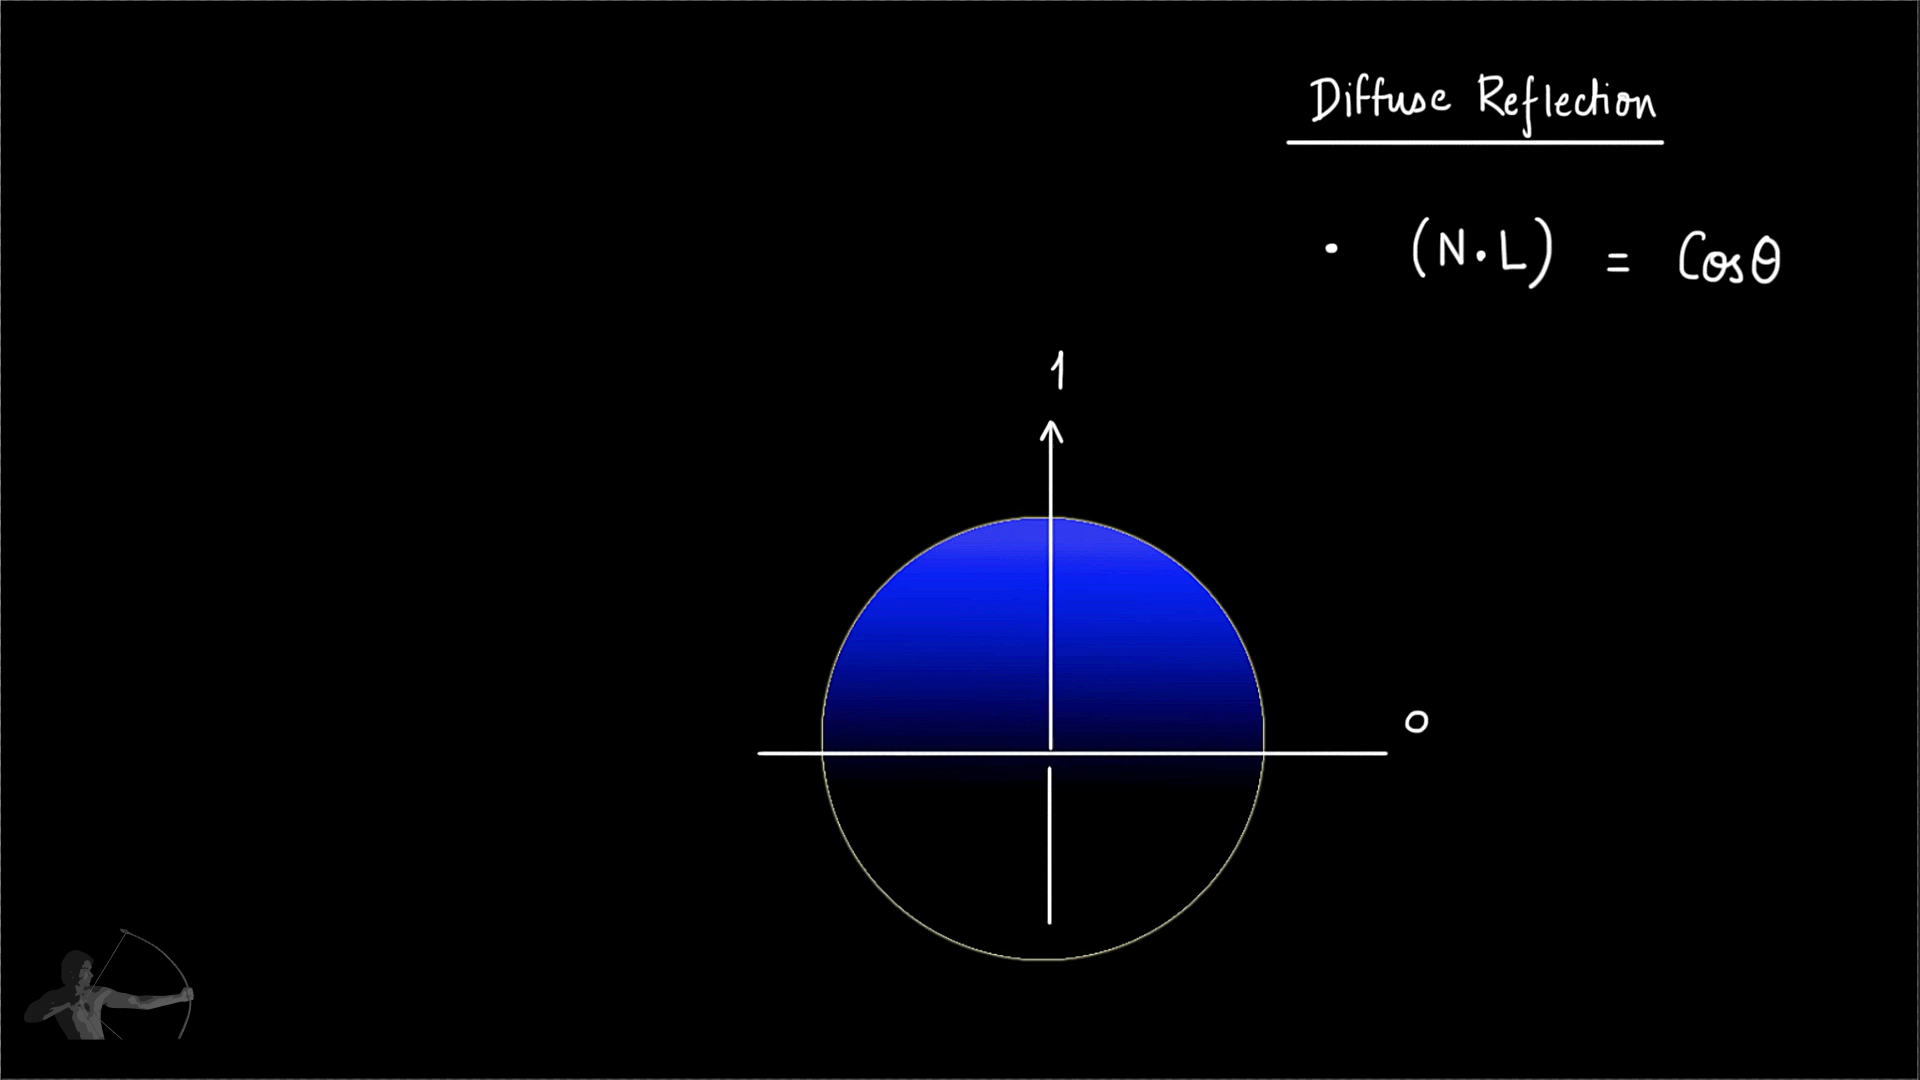 Diffuse Reflection
• (N.L) = Cosθ
1
0